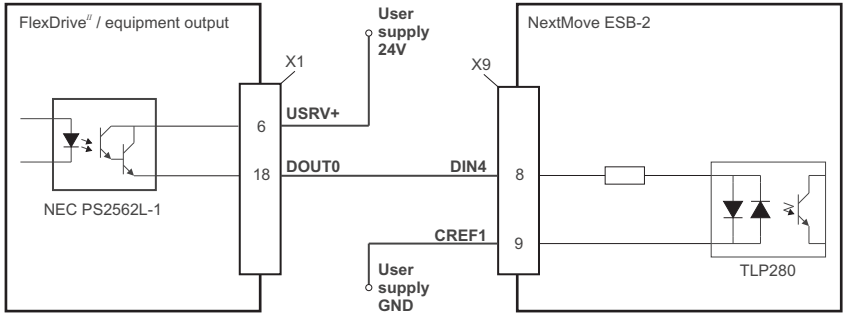 FlexDrive" / equipment output
User
supply
24V
NextMove ESB-2
X1
X9
USRV+
6
DOUT0
18
DIN4
8
NEC PS2562L-1
CREF1
9
TLP280
User
supply
GND